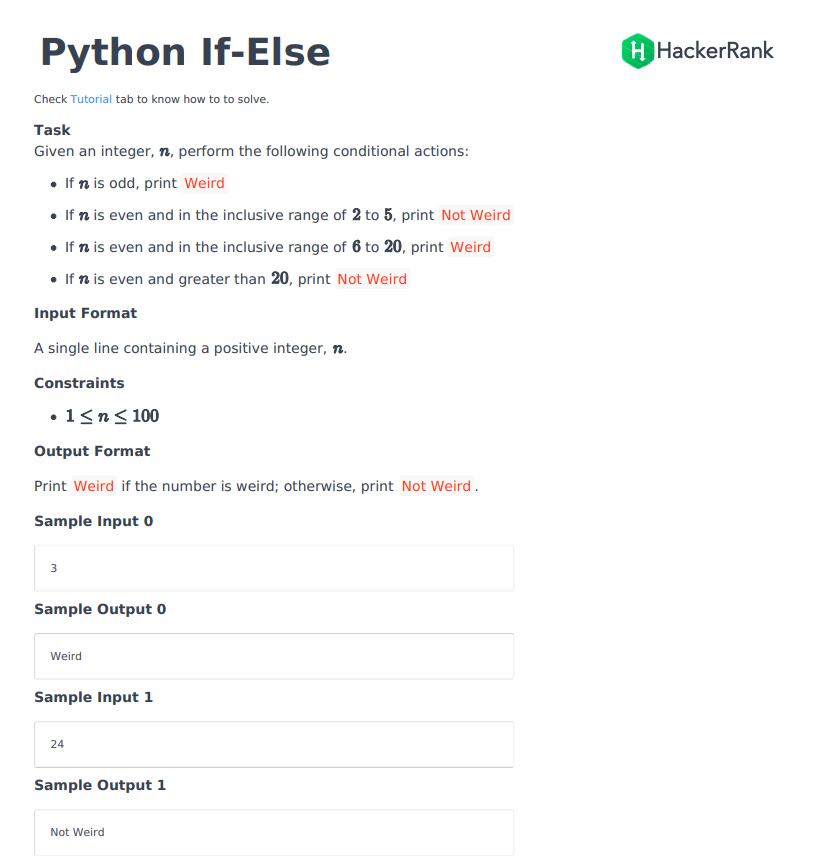 Python If-Else
HackerRank
Check Tutorial tab to know how to to solve.
Task
Given an integer, n, perform the following conditional actions:
• If n is odd, print Weird
• If n is even and in the inclusive range of 2 to 5, print Not Weird
• If n is even and in the inclusive range of 6 to 20, print Weird
• If n is even and greater than 20, print Not Weird
Input Format
A single line containing a positive integer, n.
Constraints
• 1 ≤ n ≤ 100
Output Format
Print Weird if the number is weird; otherwise, print Not Weird.
Sample Input 0
3
Sample Output 0
Weird
Sample Input 1
24
Sample Output 1
Not Weird